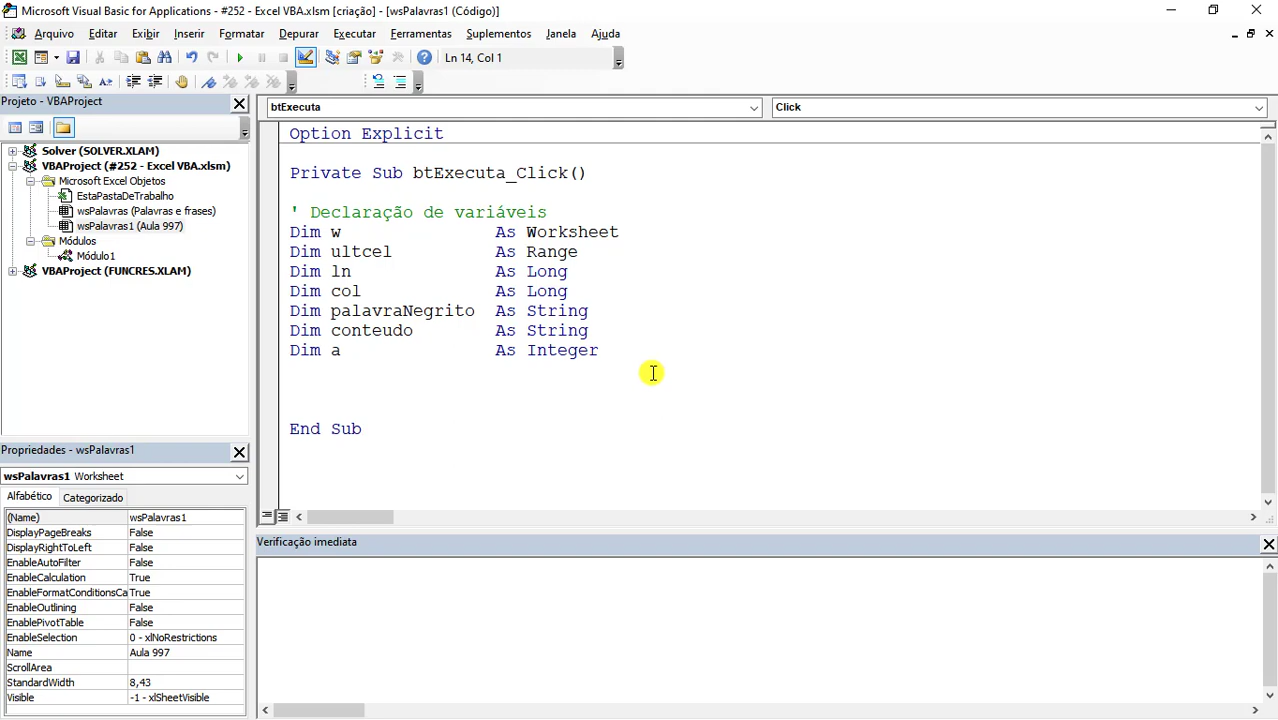 Microsoft Visual Basic for Applications - #252 - Excel VBA.xlsm [criação] - [wsPalavras1 (Código)]
Arquivo Editar Exibir Inserir Formatar Depurar Executar Ferramentas Suplementos Janela Ajuda
Ln 14, Col 1
Projeto - VBAProject
Solver (SOLVER.XLAM)
VBAProject (#252 - Excel VBA.xlsm)
Microsoft Excel Objetos
EstaPastaDeTrabalho
wsPalavras (Palavras e frases)
wsPalavras1 (Aula 997)
Módulos
Módulo1
VBAProject (FUNCRES.XLAM)
btExecuta Click
Option Explicit
Private Sub btExecuta_Click()
' Declaração de variáveis
Dim w As Worksheet
Dim ultcel As Range
Dim ln As Long
Dim col As Long
Dim palavraNegrito As String
Dim conteudo As String
Dim a As Integer
End Sub
Propriedades - wsPalavras1
wsPalavras1 Worksheet
Alfabético Categorizado
(Name) wsPalavras1
DisplayPageBreaks False
DisplayRightToLeft False
EnableAutoFilter False
EnableCalculation True
EnableFormatConditionsCa True
EnableOutlining False
EnablePivotTable False
EnableSelection 0 - xlNoRestrictions
Name Aula 997
ScrollArea
StandardWidth 8,43
Visible -1 - xlSheetVisible
Verificação imediata